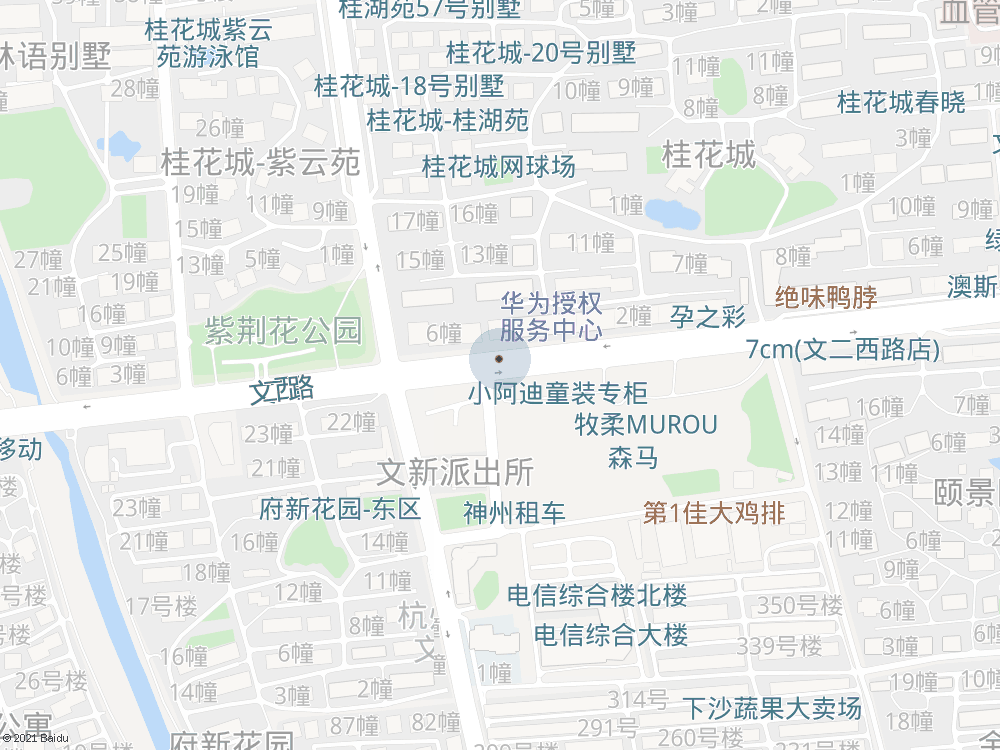 桂湖苑57号别墅
1幢
2幢
血管
桂花城紫云
苑游泳馆
林语别墅
桂花城-20号别墅
11幢
11幢
1幢
28幢
桂花城-18号别墅
10幢
9幢
8幢
8幢
桂花城春晓
26幢
桂花城-桂湖苑
3幢
桂花城-紫云苑
桂花城网球场
桂花城
19幢
11幢
9幢
1幢
17幢
16幢
1幢
10幢
9幢
15幢
25幢
5幢
1幢
11幢
6幢
27幢
13幢
15幢
13幢
7幢
8幢
21幢
19幢
澳斯
16幢
华为授权
服务中心
2幢
孕之彩
绝味鸭脖
紫荆花公园
6幢
10幢
9幢
7cm(文二西路店)
6幢
3幢
文二西路
小阿迪童装专柜
牧柔MUROU
16幢
7幢
22幢
23幢
14幢
6幢
移动
21幢
文新派出所
森马
13幢
23幢
府新花园-东区
神州租车
第1佳大鸡排
12幢
颐景
21幢
16幢
14幢
11幢
18幢
11幢
8幢
12幢
电信综合楼北楼
17号楼
350号楼
6幢
8幢
电信综合大楼
339号楼
3幢
16幢
6幢
1幢
26号楼
14幢
3幢
2幢
314号
下沙蔬果大卖场
19幢
10幢
公寓
87幢
82幢
291号
260号楼
18幢
府新花园
290号楼
© 2021 Baidu